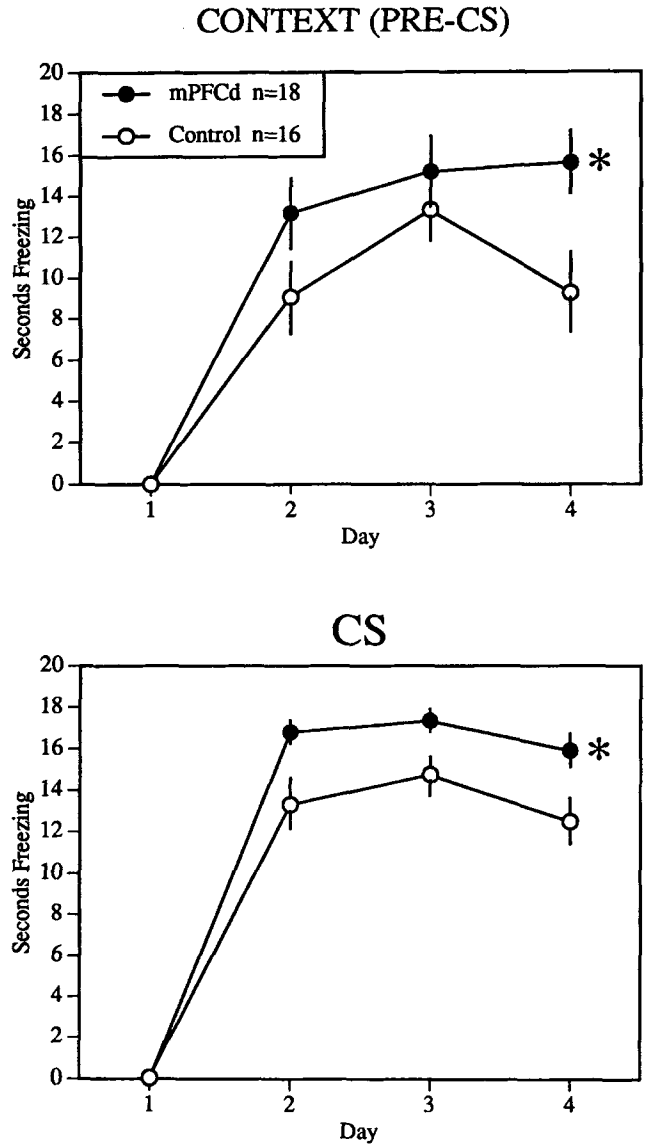 CONTEXT (PRE-CS)
20
18
16
14
12
10
8
6
4
2
0
Seconds Freezing
mPFCd n=18
Control n=16
*
1 2 3 4
Day
CS
20
18
16
14
12
10
8
6
4
2
0
Seconds Freezing
*
1 2 3 4
Day